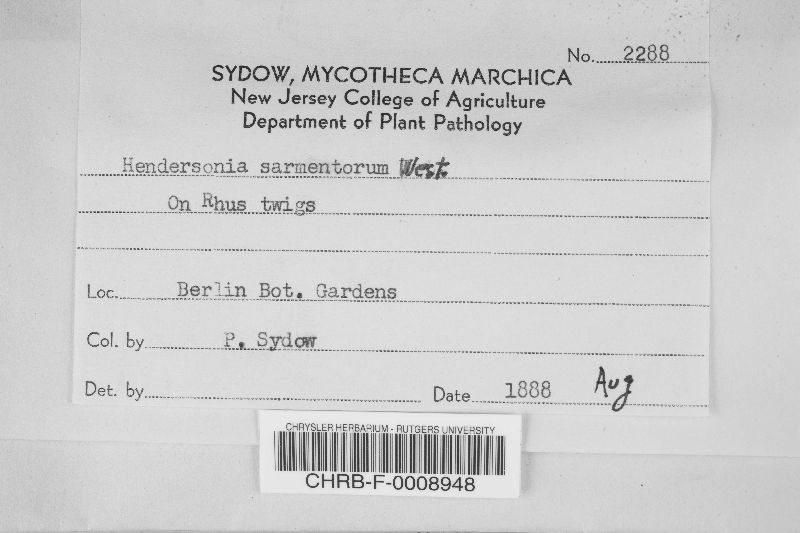 No. 2288
SYDOW, MYCOTHECA MARCHICA
New Jersey College of Agriculture
Department of Plant Pathology
Hendersonia sarmentorum West.
On Rhus twigs
Loc. Berlin Bot. Gardens
Col. by P. Sydow
Det. by
Date 1888 Aug
CHRYSLER HERBARIUM - RUTGERS UNIVERSITY
CHRB-F-0008948